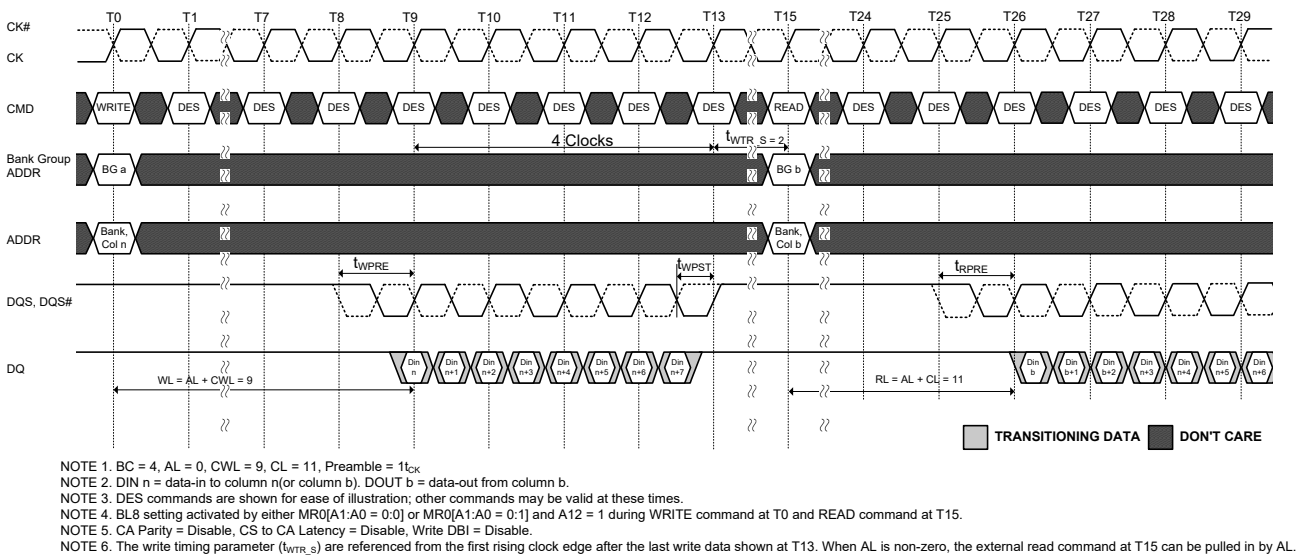 CK#
CK
T0 T1 T7 T8 T9 T10 T11 T12 T13 T15 T24 T25 T26 T27 T28 T29
CMD
WRITE DES DES DES DES DES DES DES DES READ DES DES DES DES DES DES
4 Clocks
tWTR_S = 2
Bank Group
ADDR
BG a
BG b
ADDR
Bank,
Col n
Bank,
Col b
tWPRE
tWPST
tRPRE
DQS, DQS#
DQ
Din n Din n+1 Din n+2 Din n+3 Din n+4 Din n+5 Din n+6 Din n+7
Din b Din b+1 Din b+2 Din n+3 Din n+4 Din n+5 Din n+6
WL = AL + CWL = 9
RL = AL + CL = 11
TRANSITIONING DATA
DON'T CARE
NOTE 1. BC = 4, AL = 0, CWL = 9, CL = 11, Preamble = 1tCK
NOTE 2. DIN n = data-in to column n(or column b). DOUT b = data-out from column b.
NOTE 3. DES commands are shown for ease of illustration; other commands may be valid at these times.
NOTE 4. BL8 setting activated by either MR0[A1:A0 = 0:0] or MR0[A1:A0 = 0:1] and A12 = 1 during WRITE command at T0 and READ command at T15.
NOTE 5. CA Parity = Disable, CS to CA Latency = Disable, Write DBI = Disable.
NOTE 6. The write timing parameter (tWTR_S) are referenced from the first rising clock edge after the last write data shown at T13. When AL is non-zero, the external read command at T15 can be pulled in by AL.